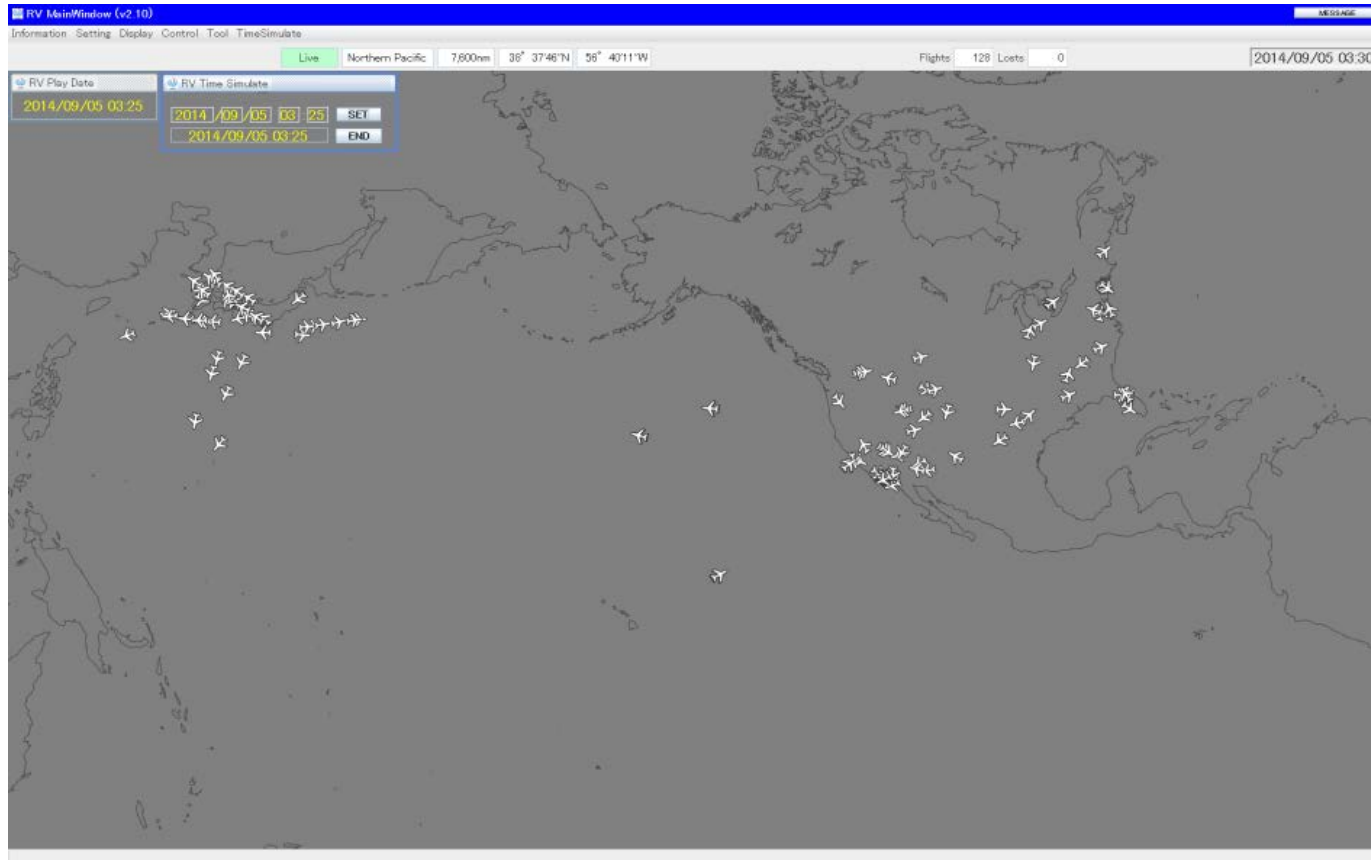 RV MainWindow (v2.10)
MESSAGE
Information Setting Display Control Tool TimeSimulate
Live Northern Pacific 7,600nm 36° 37'46"N 56° 40'11"W Flights 128 Losts 0 2014/09/05 03:30
RV Play Date
2014/09/05 03:25
RV Time Simulate
2014 /09 /05 03 : 25 SET
2014/09/05 03:25 END